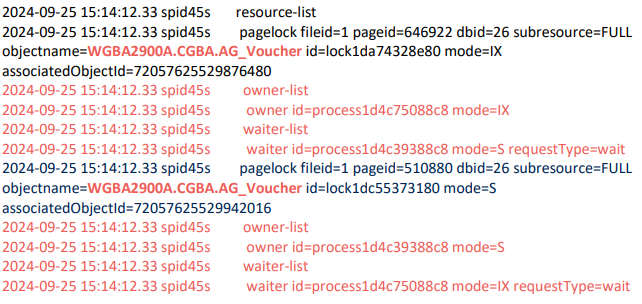 2024-09-25 15:14:12.33 spid45s resource-list
2024-09-25 15:14:12.33 spid45s pagelock fileid=1 pageid=646922 dbid=26 subresource=FULL
objectname=WGBA2900A.CGBA.AG_Voucher id=lock1da74328e80 mode=IX
associatedObjectId=72057625529876480
2024-09-25 15:14:12.33 spid45s owner-list
2024-09-25 15:14:12.33 spid45s owner id=process1d4c75088c8 mode=IX
2024-09-25 15:14:12.33 spid45s waiter-list
2024-09-25 15:14:12.33 spid45s waiter id=process1d4c39388c8 mode=S requestType=wait
2024-09-25 15:14:12.33 spid45s pagelock fileid=1 pageid=510880 dbid=26 subresource=FULL
objectname=WGBA2900A.CGBA.AG_Voucher id=lock1dc55373180 mode=S
associatedObjectId=72057625529942016
2024-09-25 15:14:12.33 spid45s owner-list
2024-09-25 15:14:12.33 spid45s owner id=process1d4c39388c8 mode=S
2024-09-25 15:14:12.33 spid45s waiter-list
2024-09-25 15:14:12.33 spid45s waiter id=process1d4c75088c8 mode=IX requestType=wait